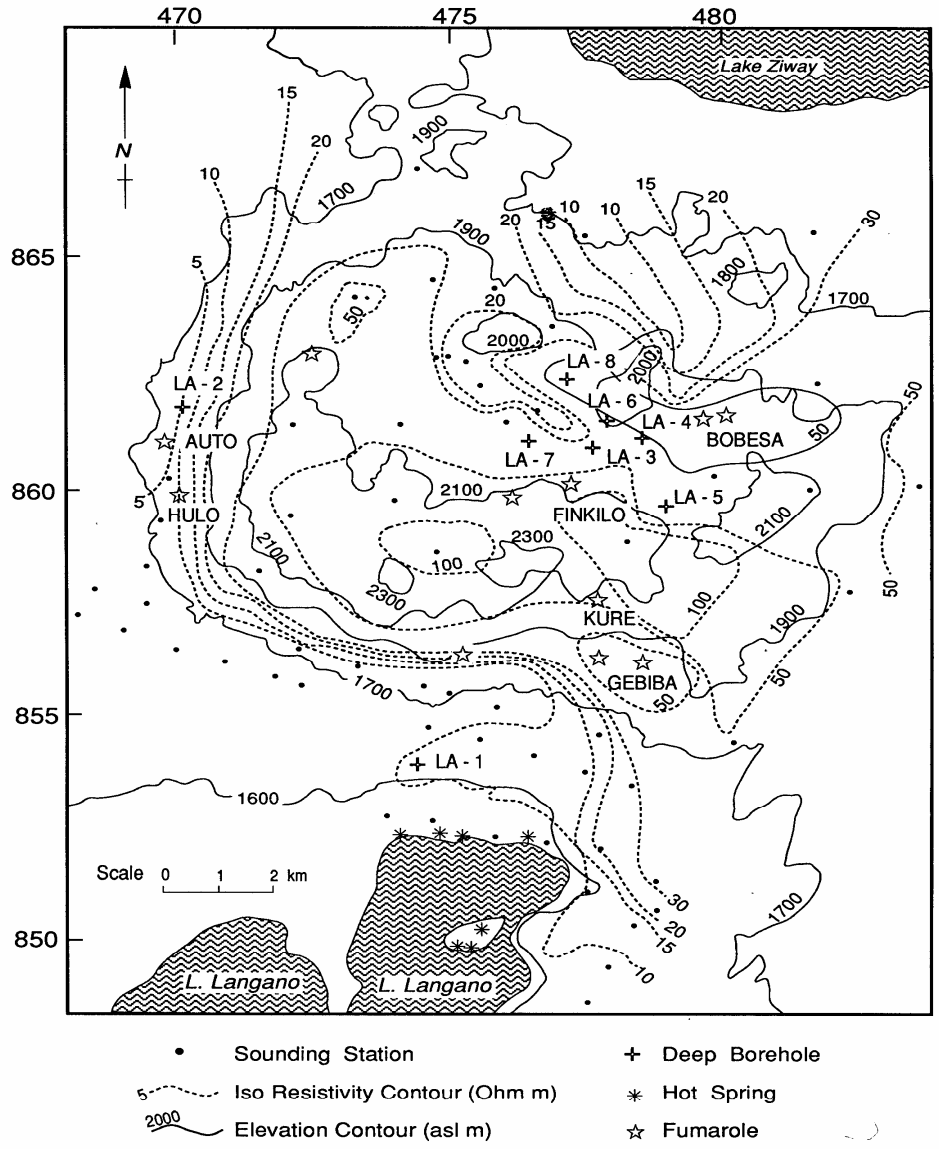 470 475 480
Lake Ziway
15
1900
N
20
10
1700
15
20
10
10
20
15
30
865
1900
5
1800
1700
50
20
2000
LA - 8
2000
LA - 2
LA - 6
50
LA - 4
AUTO
BOBESA
50
LA - 7
LA - 3
860
5
2100
LA - 5
HULO
FINKILO
2100
2100
2300
100
2300
50
100
KURE
1900
GEBIBA
50
50
1700
855
LA - 1
1600
Scale 0 1 2 km
30
1700
20
15
850
10
L. Langano
L. Langano
Sounding Station
Deep Borehole
5
Iso Resistivity Contour (Ohm m)
Hot Spring
2000
Elevation Contour (asl m)
Fumarole